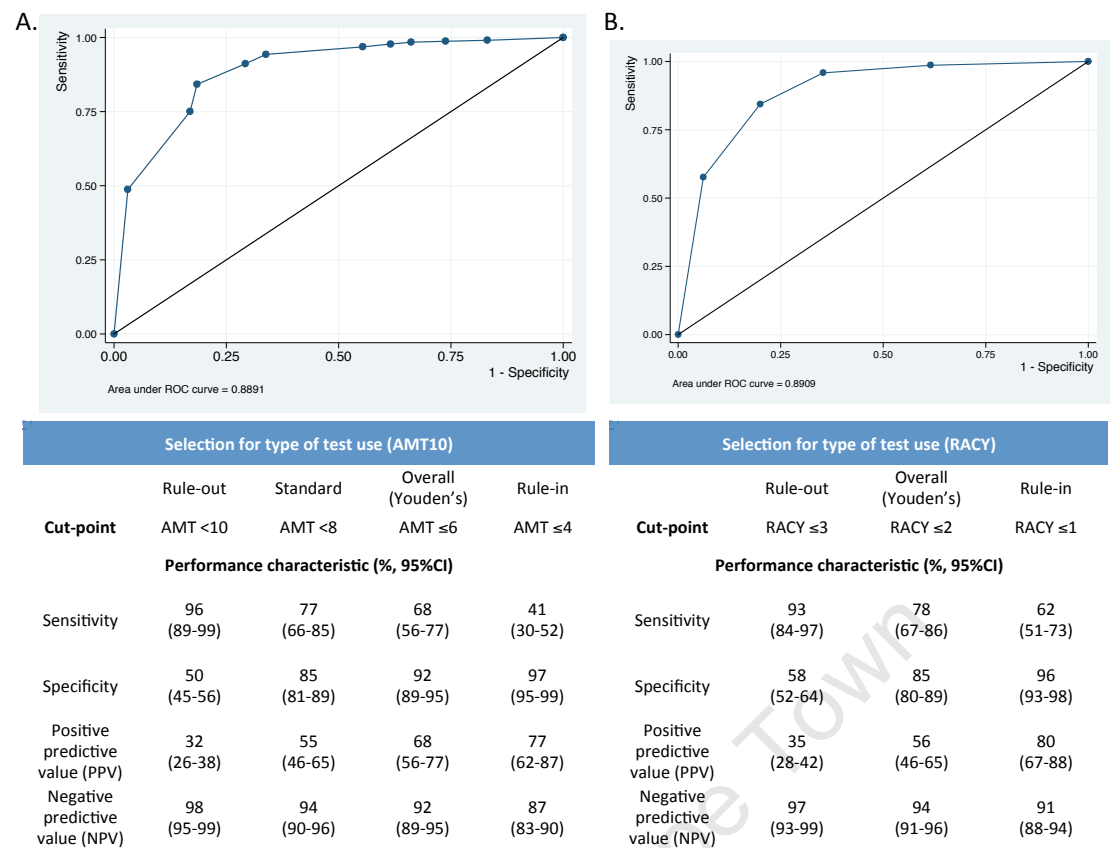 A.
Sensitivity
1.00
0.75
0.50
0.25
0.00
0.00 0.25 0.50 0.75 1.00
1 - Specificity
Area under ROC curve = 0.8891
B.
Sensitivity
1.00
0.75
0.50
0.25
0.00
0.00 0.25 0.50 0.75 1.00
1 - Specificity
Area under ROC curve = 0.8909
Selection for type of test use (AMT10)
Rule-out Standard Overall (Youden's) Rule-in
Cut-point AMT <10 AMT <8 AMT ≤6 AMT ≤4
Performance characteristic (%, 95%CI)
Sensitivity 96 (89-99) 77 (66-85) 68 (56-77) 41 (30-52)
Specificity 50 (45-56) 85 (81-89) 92 (89-95) 97 (95-99)
Positive predictive value (PPV) 32 (26-38) 55 (46-65) 68 (56-77) 77 (62-87)
Negative predictive value (NPV) 98 (95-99) 94 (90-96) 92 (89-95) 87 (83-90)
Selection for type of test use (RACY)
Rule-out Overall (Youden's) Rule-in
Cut-point RACY ≤3 RACY ≤2 RACY ≤1
Performance characteristic (%, 95%CI)
Sensitivity 93 (84-97) 78 (67-86) 62 (51-73)
Specificity 58 (52-64) 85 (80-89) 96 (93-98)
Positive predictive value (PPV) 35 (28-42) 56 (46-65) 80 (67-88)
Negative predictive value (NPV) 97 (93-99) 94 (91-96) 91 (88-94)
Town